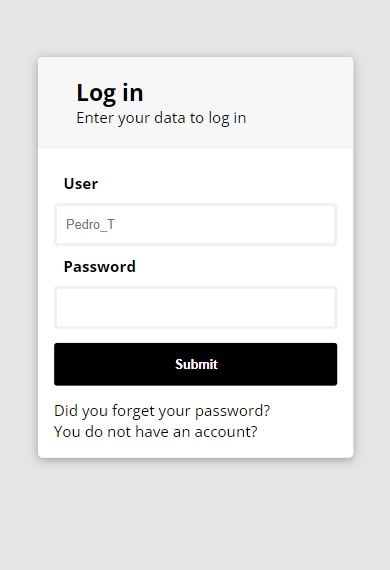 Log in
Enter your data to log in
User
Pedro_T
Password
Submit
Did you forget your password?
You do not have an account?